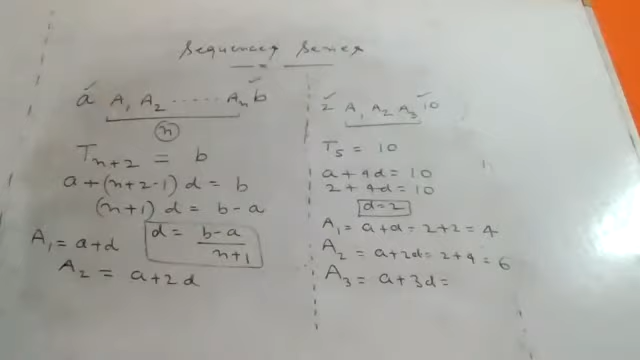 Sequences Series
a A₁ A₂ ...... Aₙ b
n
Tₙ₊₂ = b
a + (n+2-1) d = b
(n+1) d = b - a
d = b-a / n+1
A₁ = a+d
A₂ = a+2d
2 A₁ A₂ A₃ 10
T₅ = 10
a + 4d = 10
2 + 4d = 10
d = 2
A₁ = a+d = 2+2 = 4
A₂ = a+2d = 2+4 = 6
A₃ = a+3d =